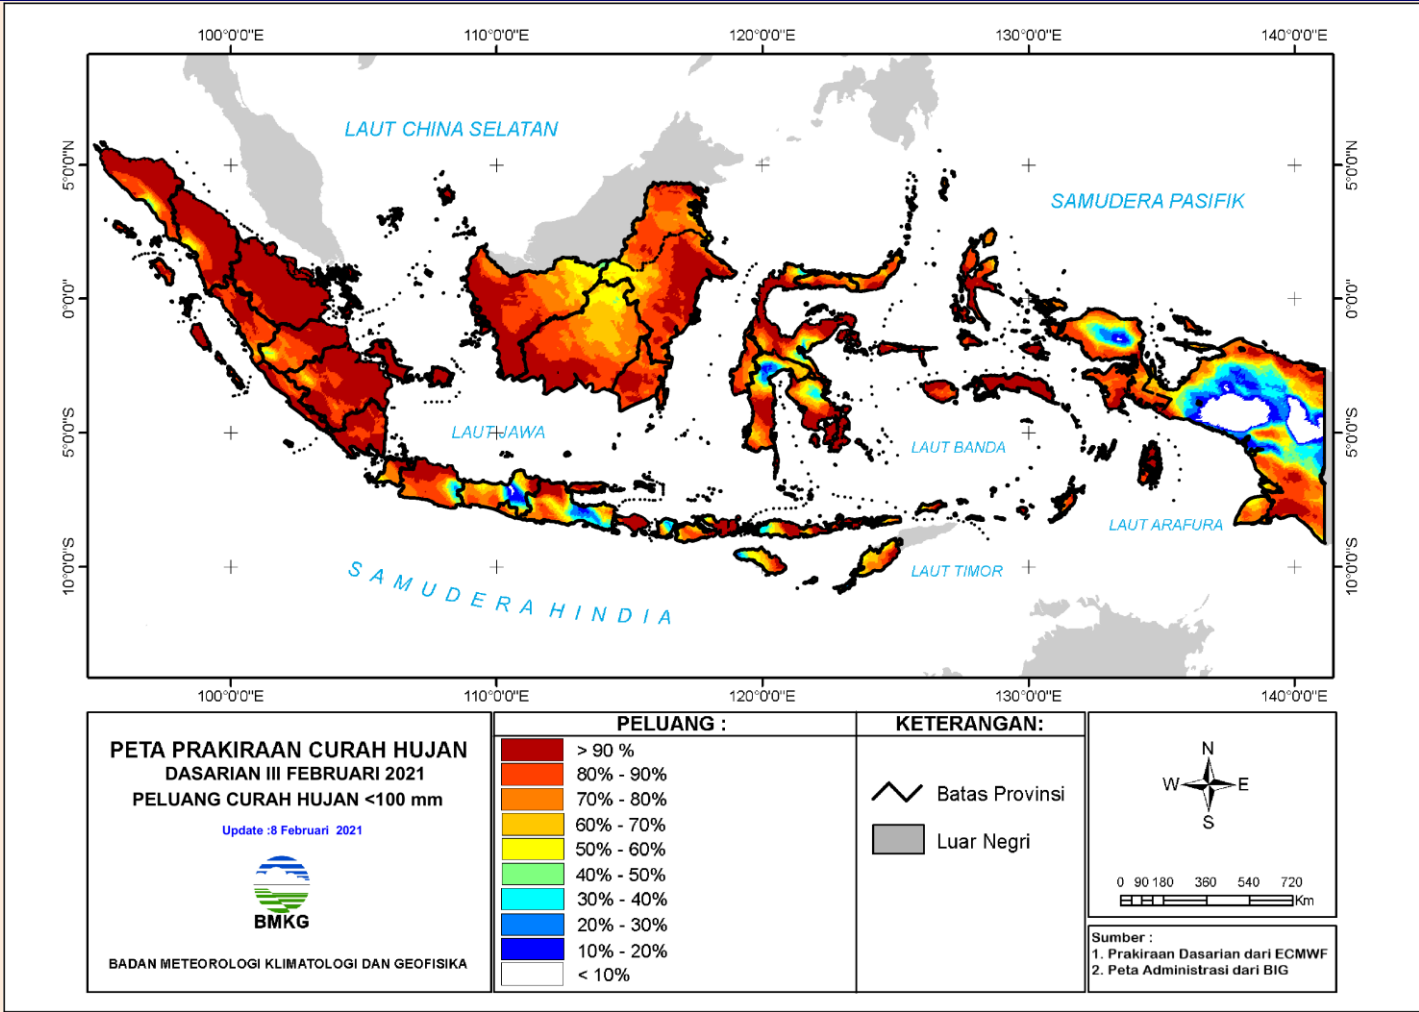 100°0'0"E
110°0'0"E
120°0'0"E
130°0'0"E
140°0'0"E
5°0'0"N
0°0'0"
5°0'0"S
10°0'0"S
5°0'0"N
0°0'0"
5°0'0"S
10°0'0"S
LAUT CHINA SELATAN
SAMUDERA PASIFIK
LAUT JAWA
LAUT BANDA
LAUT ARAFURA
LAUT TIMOR
SAMUDERA HINDIA
100°0'0"E
110°0'0"E
120°0'0"E
130°0'0"E
140°0'0"E
PETA PRAKIRAAN CURAH HUJAN
DASARIAN III FEBRUARI 2021
PELUANG CURAH HUJAN <100 mm
Update :8 Februari 2021
BMKG
BADAN METEOROLOGI KLIMATOLOGI DAN GEOFISIKA
PELUANG :
> 90 %
80% - 90%
70% - 80%
60% - 70%
50% - 60%
40% - 50%
30% - 40%
20% - 30%
10% - 20%
< 10%
KETERANGAN:
Batas Provinsi
Luar Negri
N
W E
S
0 90 180 360 540 720
Km
Sumber :
1. Prakiraan Dasarian dari ECMWF
2. Peta Administrasi dari BIG